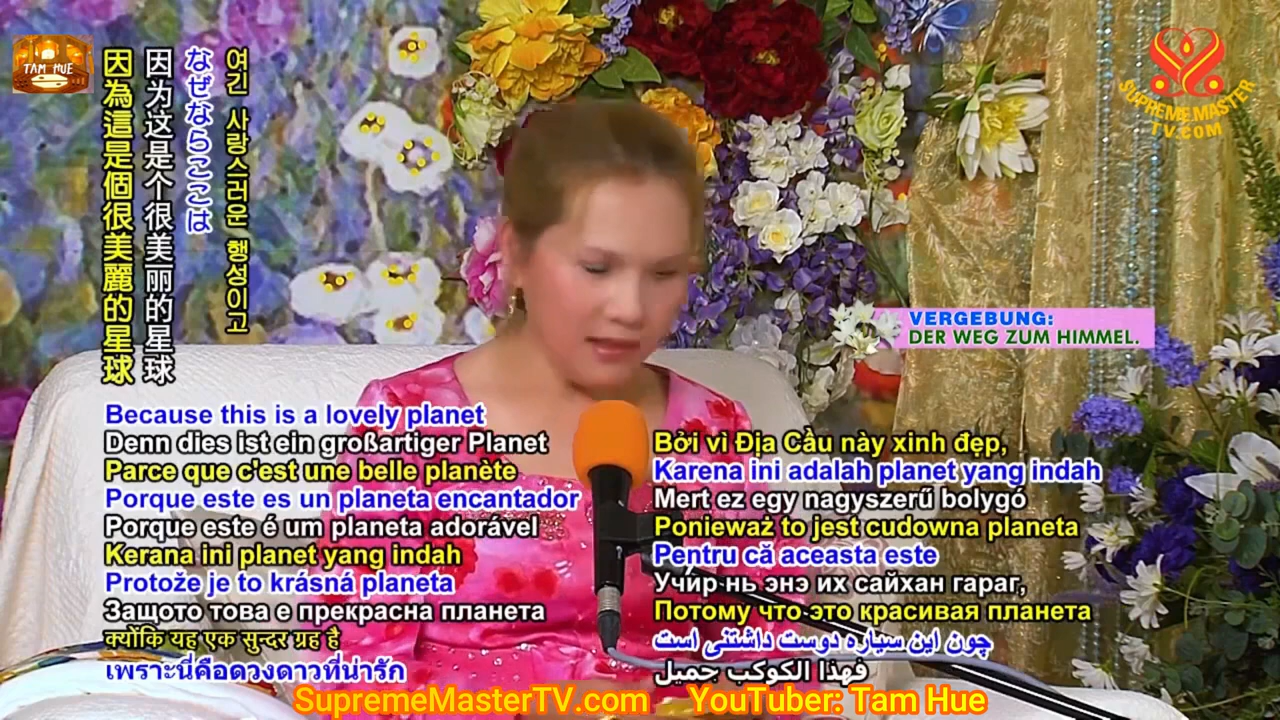 TAM HUE
因為這是個很美麗的星球
因为这是个很美丽的星球
なぜならここは
여긴 사랑스러운 행성이고
SUPREME MASTER
TV.COM
VERGEBUNG:
DER WEG ZUM HIMMEL.
Because this is a lovely planet
Denn dies ist ein großartiger Planet
Parce que c'est une belle planète
Porque este es un planeta encantador
Porque este é um planeta adorável
Kerana ini planet yang indah
Protože je to krásná planeta
Защото това е прекрасна планета
क्योंकि यह एक सुन्दर ग्रह है
เพราะนี่คือดวงดาวที่น่ารัก
Bởi vì Địa Cầu này xinh đẹp,
Karena ini adalah planet yang indah
Mert ez egy nagyszerű bolygó
Ponieważ to jest cudowna planeta
Pentru că aceasta este
Учир нь энэ их сайхан гараг,
Потому что это красивая планета
چون این سیاره دوست داشتنی است
فهذا الكوكب جميل
SupremeMasterTV.com YouTuber: Tam Hue